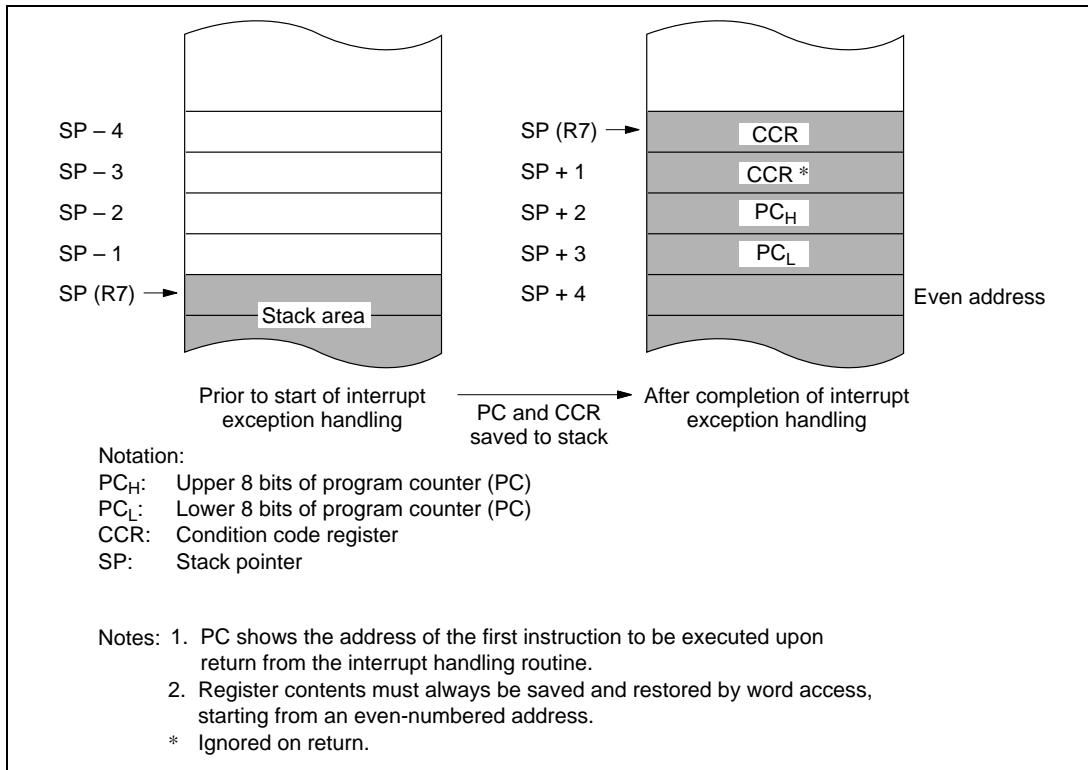 SP – 4
SP – 3
SP – 2
SP – 1
SP (R7)
Stack area
SP (R7)
SP + 1
SP + 2
SP + 3
SP + 4
CCR
CCR *
PCH
PCL
Even address
Prior to start of interrupt
exception handling
PC and CCR
saved to stack
After completion of interrupt
exception handling
Notation:
PCH: Upper 8 bits of program counter (PC)
PCL: Lower 8 bits of program counter (PC)
CCR: Condition code register
SP: Stack pointer
Notes: 1. PC shows the address of the first instruction to be executed upon
return from the interrupt handling routine.
2. Register contents must always be saved and restored by word access,
starting from an even-numbered address.
* Ignored on return.